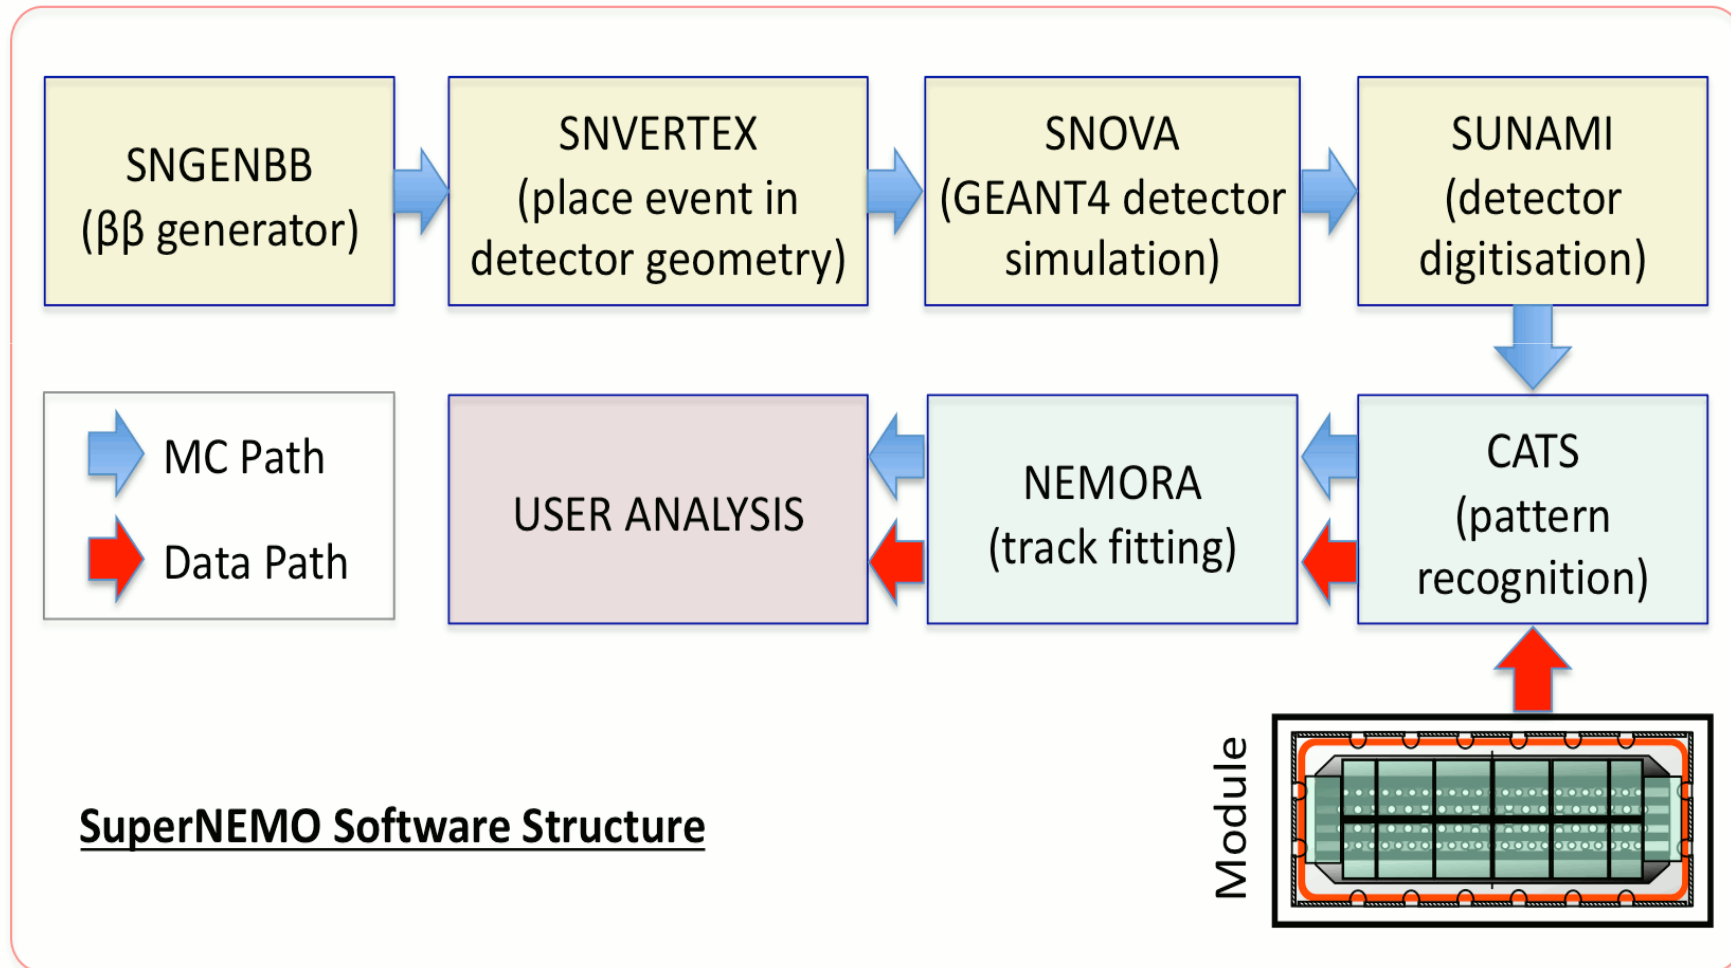 SNGENBB
(ββ generator)
SNVERTEX
(place event in
detector geometry)
SNOVA
(GEANT4 detector
simulation)
SUNAMI
(detector
digitisation)
MC Path
Data Path
USER ANALYSIS
NEMORA
(track fitting)
CATS
(pattern
recognition)
SuperNEMO Software Structure
Module